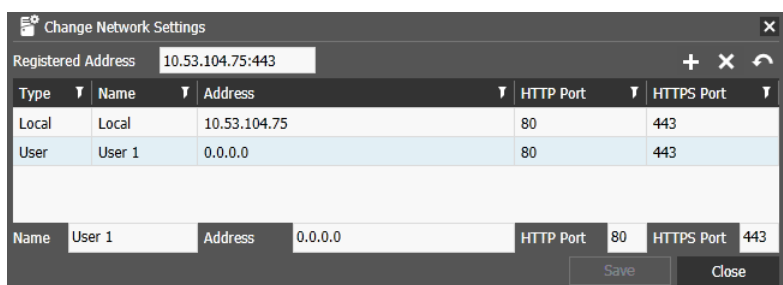 Change Network Settings
Registered Address 10.53.104.75:443
Type Name Address HTTP Port HTTPS Port
Local Local 10.53.104.75 80 443
User User 1 0.0.0.0 80 443
Name User 1 Address 0.0.0.0 HTTP Port 80 HTTPS Port 443
Save Close